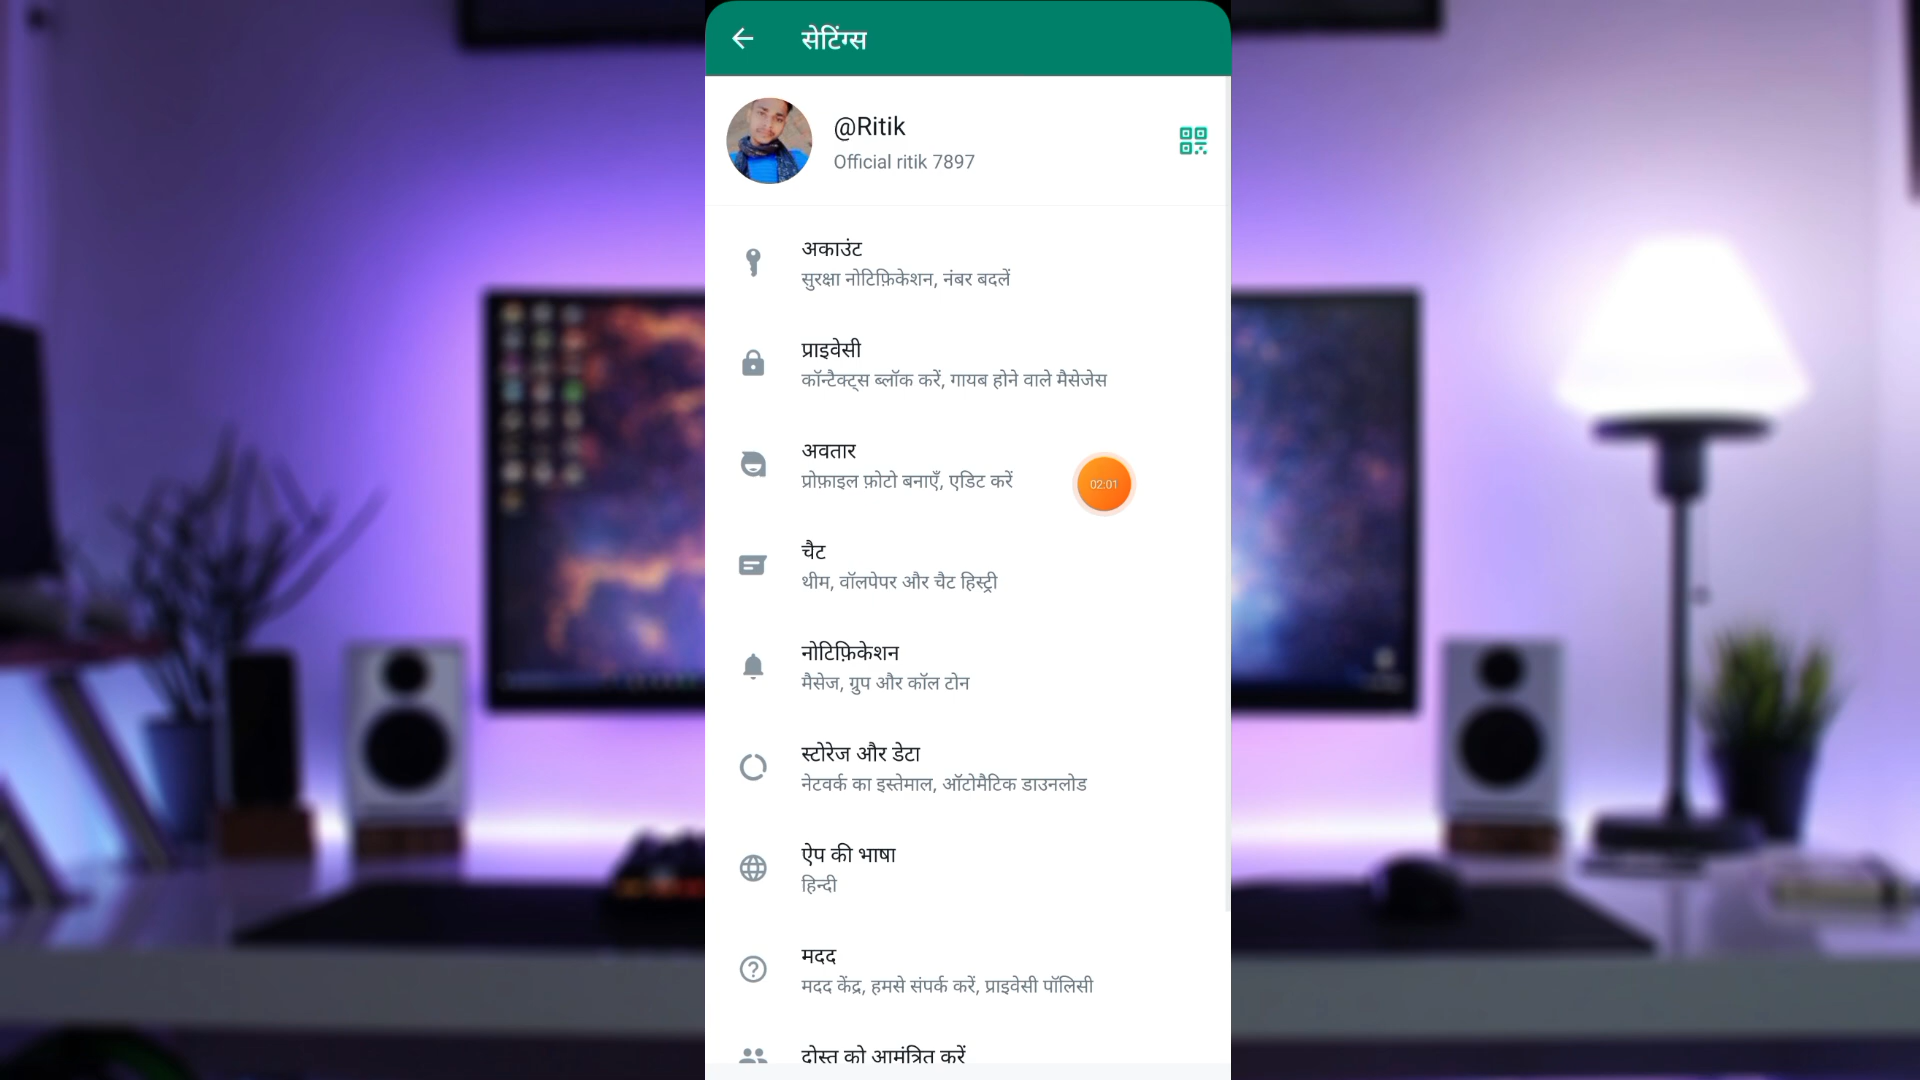 सेटिंग्स
@Ritik
Official ritik 7897
अकाउंट
सुरक्षा नोटिफ़िकेशन, नंबर बदलें
प्राइवेसी
कॉन्टैक्ट्स ब्लॉक करें, गायब होने वाले मैसेजेस
अवतार
प्रोफ़ाइल फ़ोटो बनाएँ, एडिट करें
02:01
चैट
थीम, वॉलपेपर और चैट हिस्ट्री
नोटिफ़िकेशन
मैसेज, ग्रुप और कॉल टोन
स्टोरेज और डेटा
नेटवर्क का इस्तेमाल, ऑटोमैटिक डाउनलोड
ऐप की भाषा
हिन्दी
मदद
मदद केंद्र, हमसे संपर्क करें, प्राइवेसी पॉलिसी
दोस्त को आमंत्रित करें